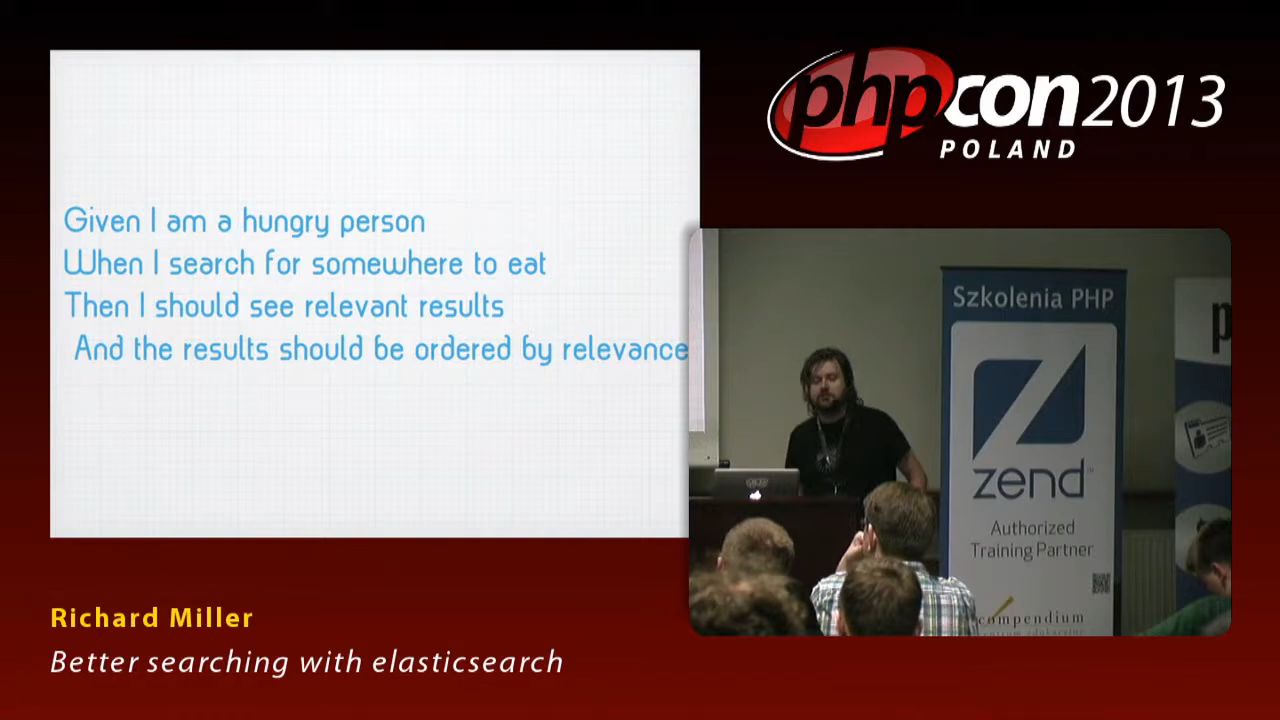 Given I am a hungry person
When I search for somewhere to eat
Then I should see relevant results
And the results should be ordered by relevance
phpcon2013
POLAND
Szkolenia PHP
zend
Authorized
Training Partner
compendium
p
Richard Miller
Better searching with elasticsearch